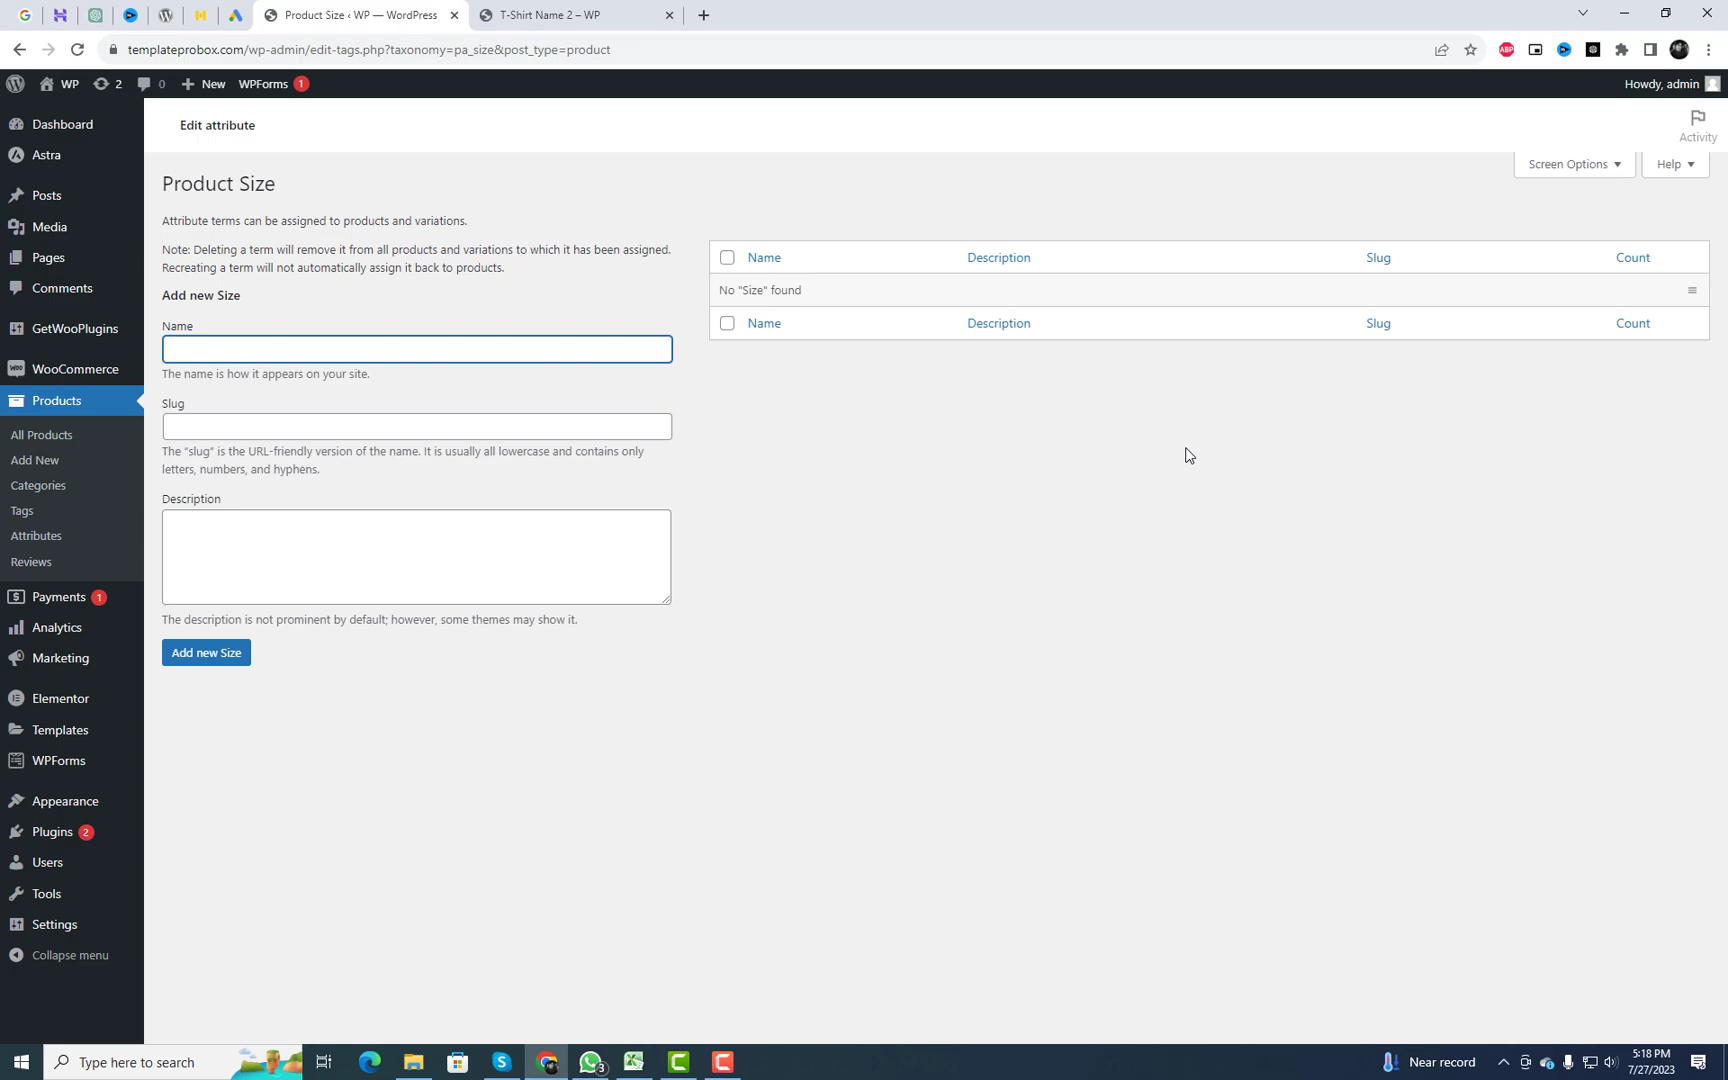 Product Size ‹ WP — WordPress
T-Shirt Name 2 – WP
templateprobox.com/wp-admin/edit-tags.php?taxonomy=pa_size&post_type=product
ABP
WP 2 0 New WPForms 1
Howdy, admin
Dashboard
Astra
Posts
Media
Pages
Comments
GetWooPlugins
WooCommerce
Products
All Products
Add New
Categories
Tags
Attributes
Reviews
Payments 1
Analytics
Marketing
Elementor
Templates
WPForms
Appearance
Plugins 2
Users
Tools
Settings
Collapse menu
Edit attribute
Activity
Screen Options
Help
Product Size
Attribute terms can be assigned to products and variations.
Note: Deleting a term will remove it from all products and variations to which it has been assigned.
Recreating a term will not automatically assign it back to products.
Add new Size
Name
The name is how it appears on your site.
Slug
The “slug” is the URL-friendly version of the name. It is usually all lowercase and contains only
letters, numbers, and hyphens.
Description
The description is not prominent by default; however, some themes may show it.
Add new Size
Name Description Slug Count
No "Size" found
Name Description Slug Count
Type here to search
3
Near record
5:18 PM
7/27/2023